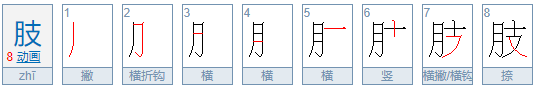 肢 1 2 3 4 5 6 7 8
8 动画
zhī 撇 横折钩 横 横 横 竖 横撇/横钩 捺